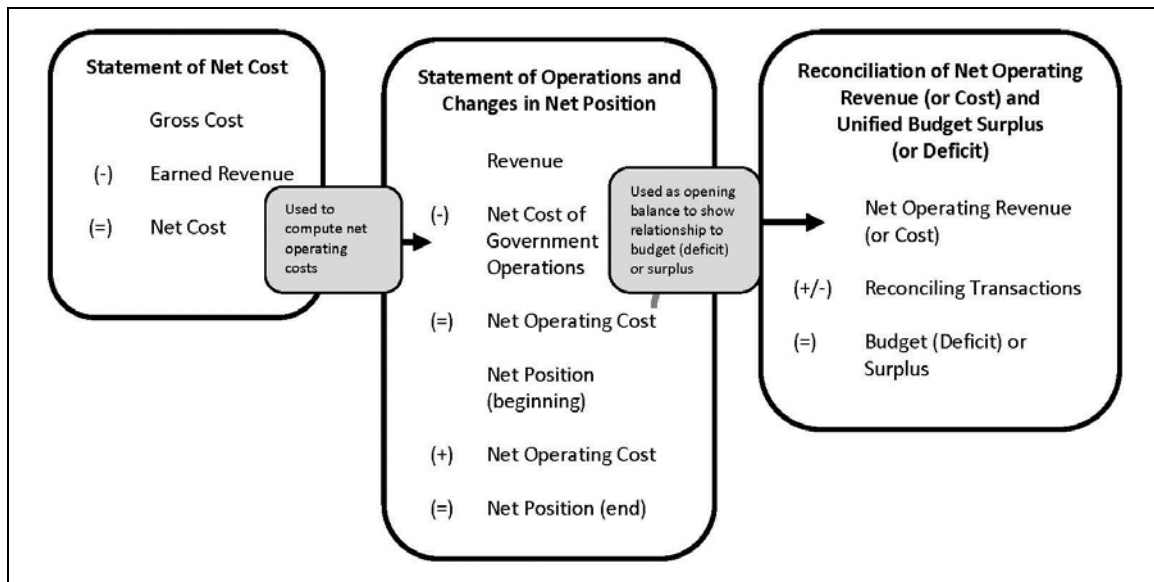 Statement of Net Cost
Gross Cost
(-) Earned Revenue
(=) Net Cost
Used to
compute net
operating
costs
Statement of Operations and
Changes in Net Position
Revenue
(-) Net Cost of
Government
Operations
(=) Net Operating Cost
Net Position
(beginning)
(+) Net Operating Cost
(=) Net Position (end)
Used as opening
balance to show
relationship to
budget (deficit)
or surplus
Reconciliation of Net Operating
Revenue (or Cost) and
Unified Budget Surplus
(or Deficit)
Net Operating Revenue
(or Cost)
(+/-) Reconciling Transactions
(=) Budget (Deficit) or
Surplus